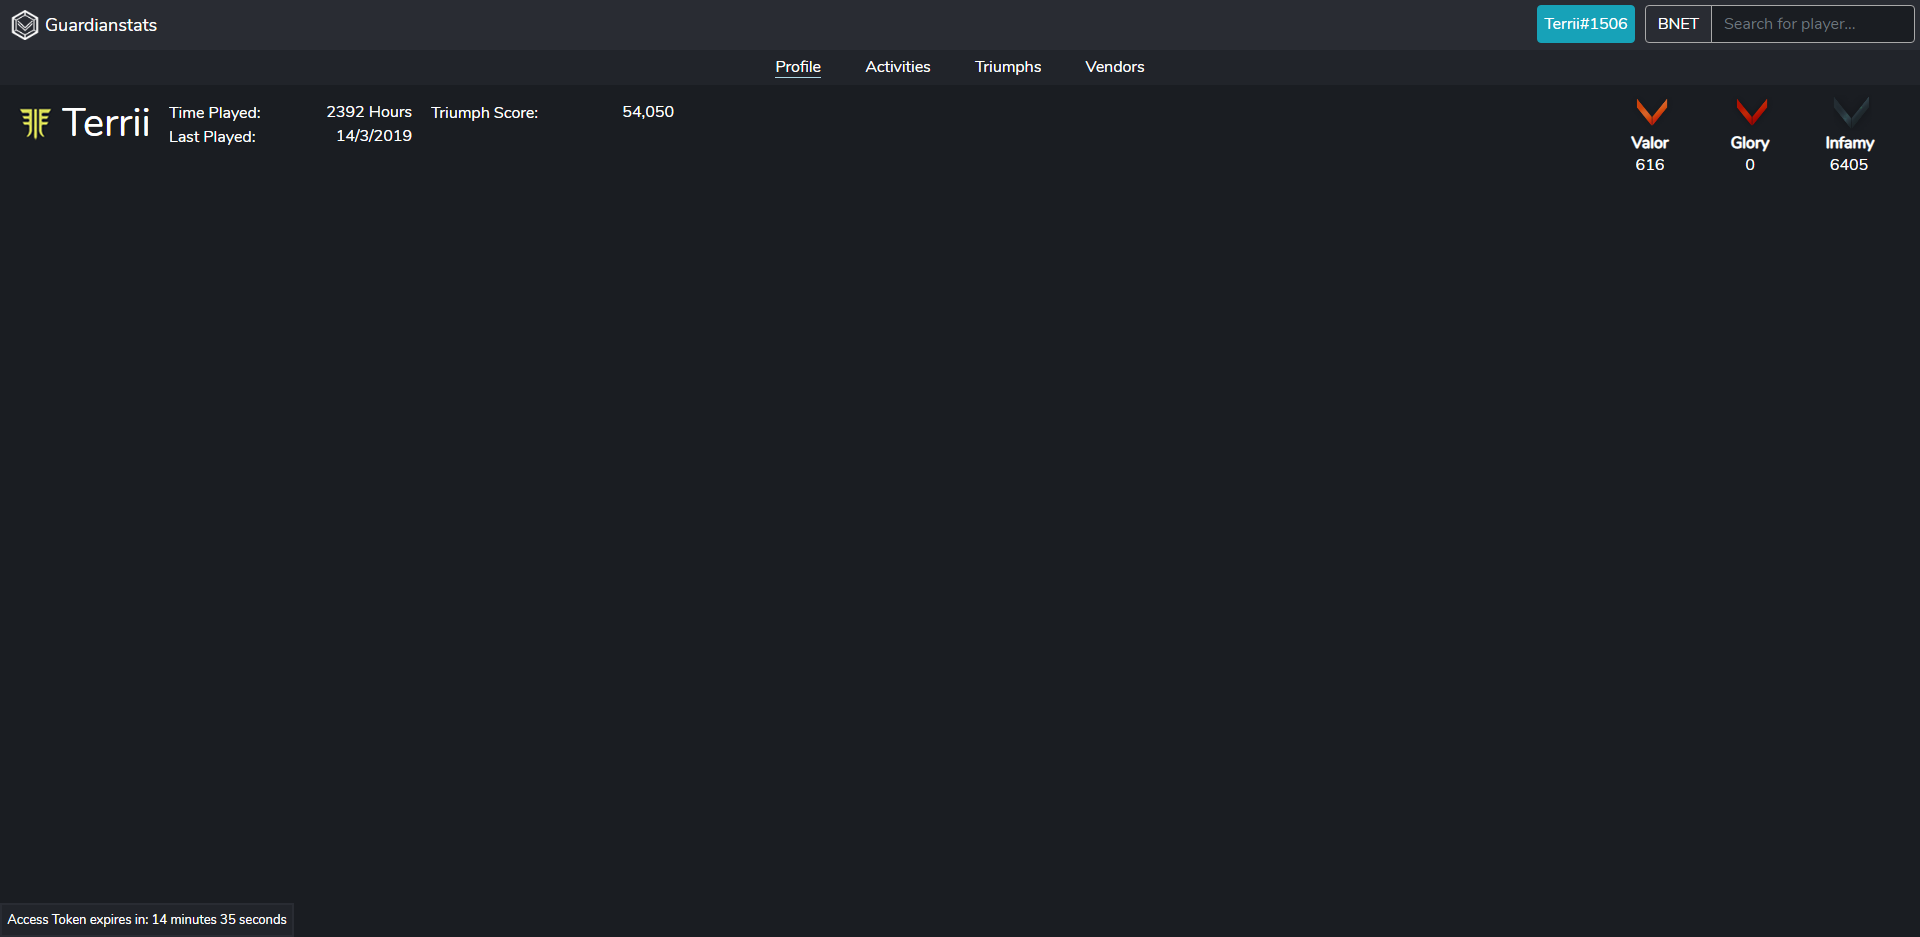 Guardianstats
Terrii#1506
BNET
Search for player...
Profile
Activities
Triumphs
Vendors
Terrii
Time Played: 2392 Hours
Last Played: 14/3/2019
Triumph Score: 54,050
Valor
616
Glory
0
Infamy
6405
Access Token expires in: 14 minutes 35 seconds